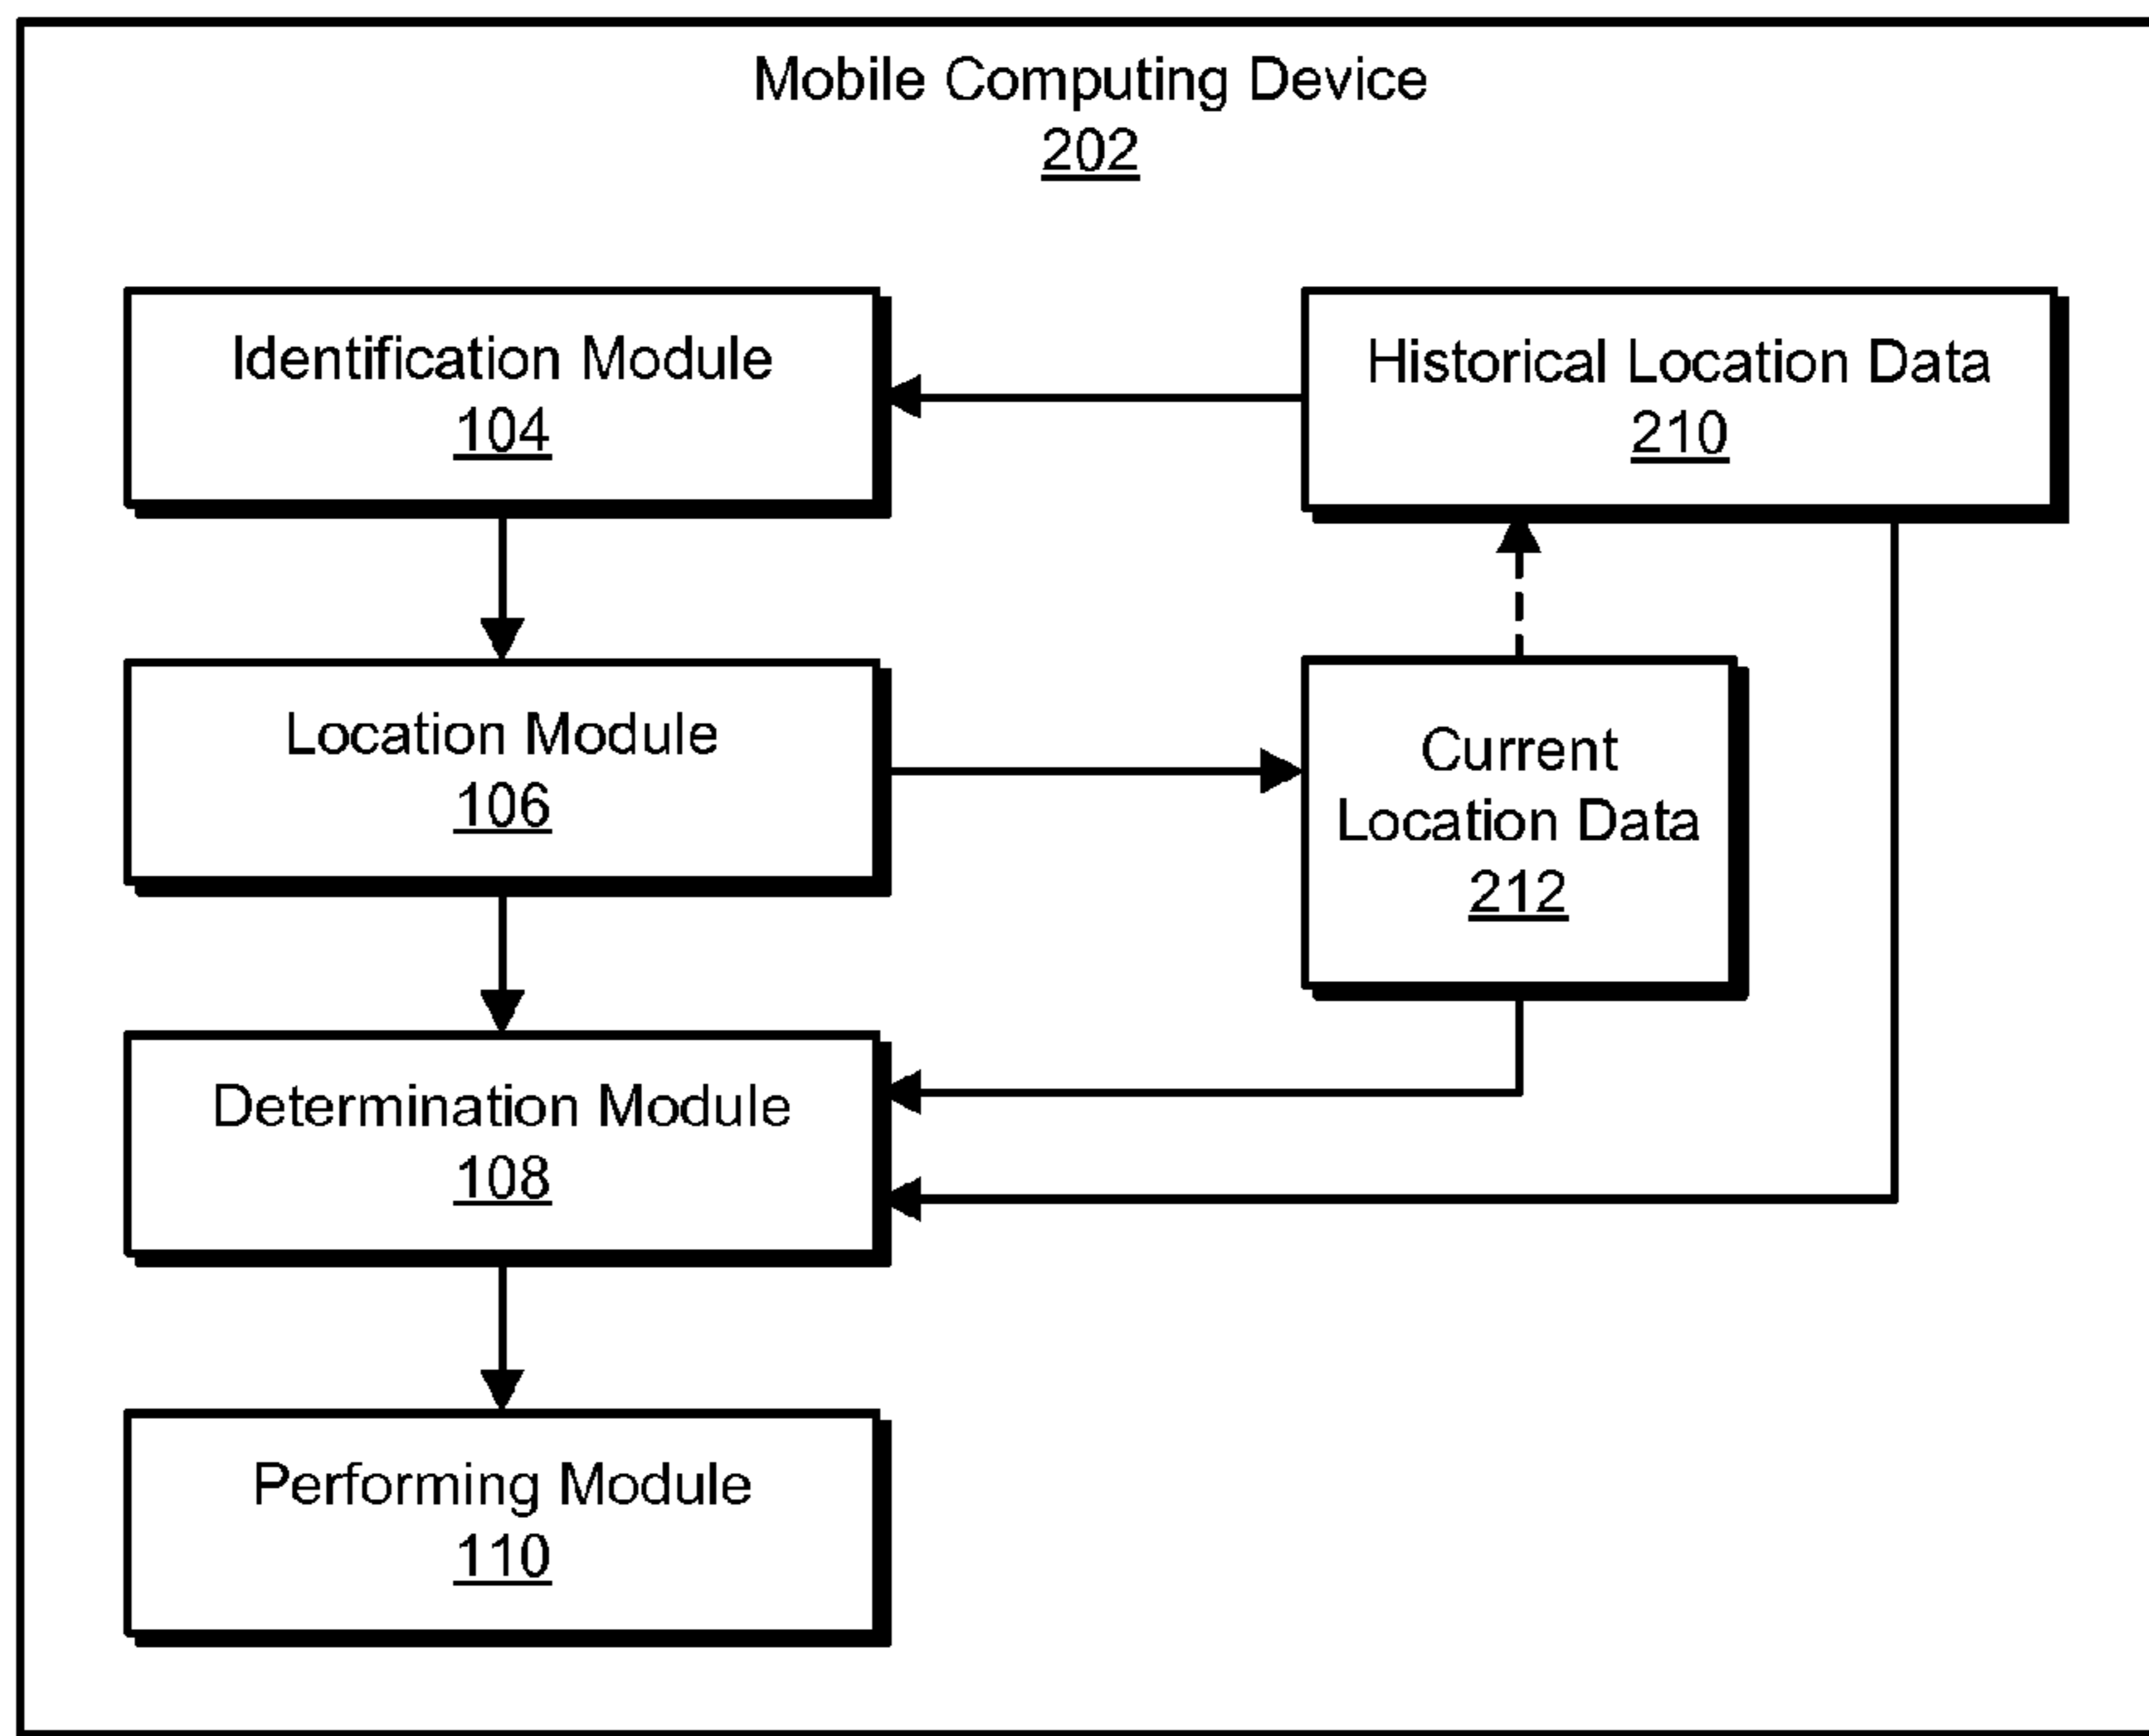 Mobile Computing Device
202
Identification Module
104
Historical Location Data
210
Location Module
106
Current
Location Data
212
Determination Module
108
Performing Module
110